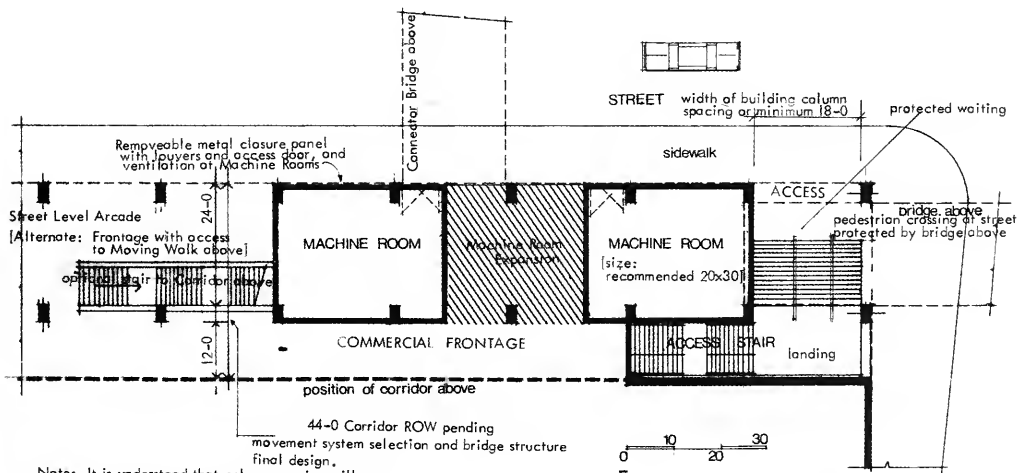 Connector Bridge above
STREET
width of building column
spacing or minimum 18-0
protected waiting
Removeable metal closure panel
with louvers and access door, and
ventilation of Machine Rooms
sidewalk
ACCESS
bridge above
pedestrian crossing at street
protected by bridge above
24-0
Street Level Arcade
[Alternate: Frontage with access
to Moving Walk above]
optional stair to Corridor above
MACHINE ROOM
Machine Room
Expansion
MACHINE ROOM
[size:
recommended 20x30]
12-0
COMMERCIAL FRONTAGE
ACCESS STAIR
landing
position of corridor above
44-0 Corridor ROW pending
movement system selection and bridge structure
final design.
0 10 20 30
Note: It is understood that